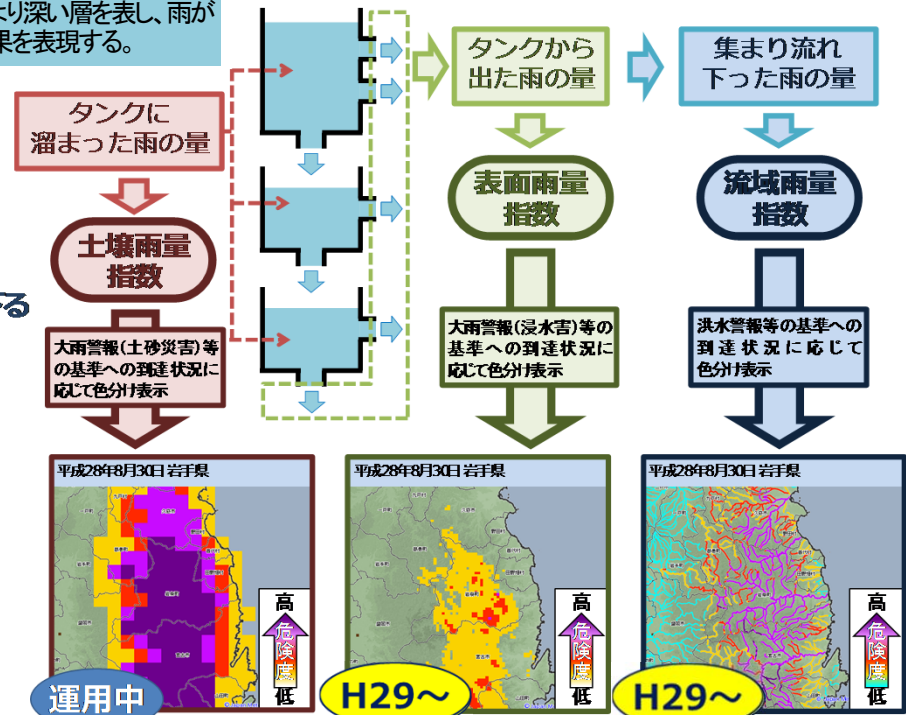 より深い層を表し、雨が
果を表現する。
タンクに
溜まった雨の量
タンクから
出た雨の量
集まり流れ
下った雨の量
土壌雨量
指数
表面雨量
指数
流域雨量
指数
る
大雨警報(土砂災害)等
の基準への到達状況に
応じて色分け表示
大雨警報(浸水害)等の
基準への到達状況に
応じて色分け表示
洪水警報等の基準への
到達状況に応じて
色分け表示
平成28年8月30日 岩手県
高
危険度
低
運用中
平成28年8月30日 岩手県
高
危険度
低
H29～
平成28年8月30日 岩手県
高
危険度
低
H29～